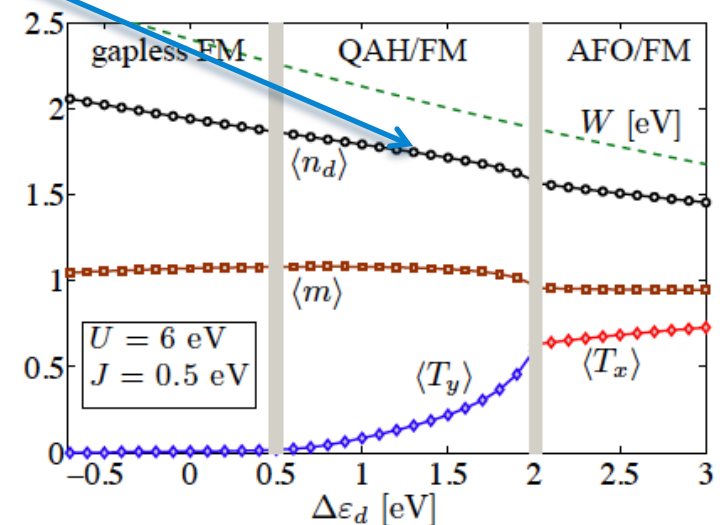 2.5
gapless FM QAH/FM AFO/FM
2
W [eV]
⟨n_d⟩
1.5
1
⟨m⟩
U = 6 eV
J = 0.5 eV
0.5
⟨T_y⟩
⟨T_x⟩
0
−0.5 0 0.5 1 1.5 2 2.5 3
Δε_d [eV]